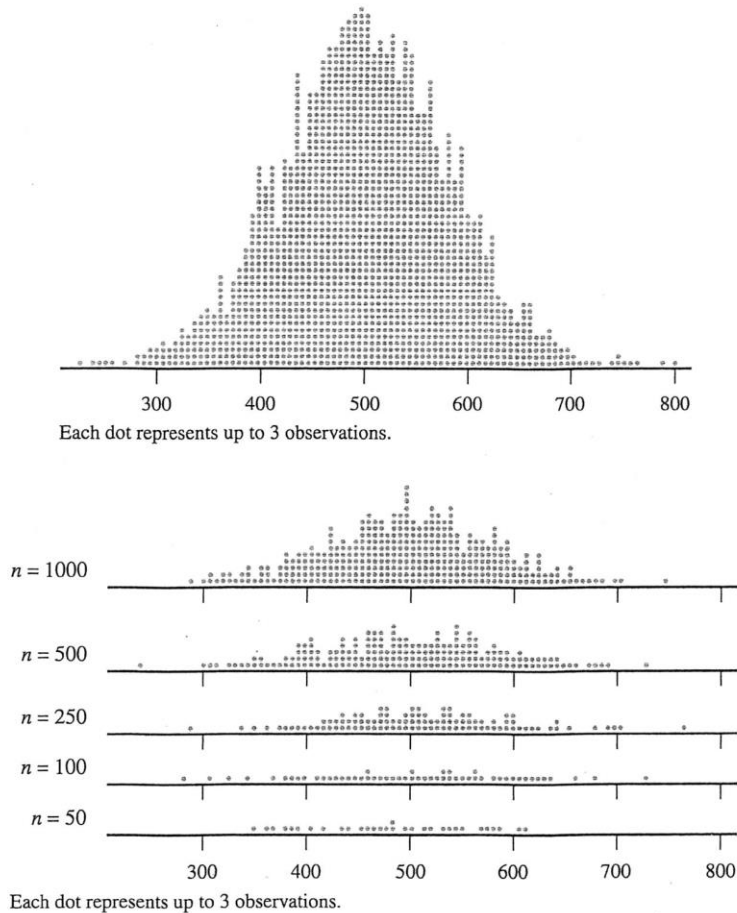 300 400 500 600 700 800
Each dot represents up to 3 observations.
n = 1000
n = 500
n = 250
n = 100
n = 50
300 400 500 600 700 800
Each dot represents up to 3 observations.